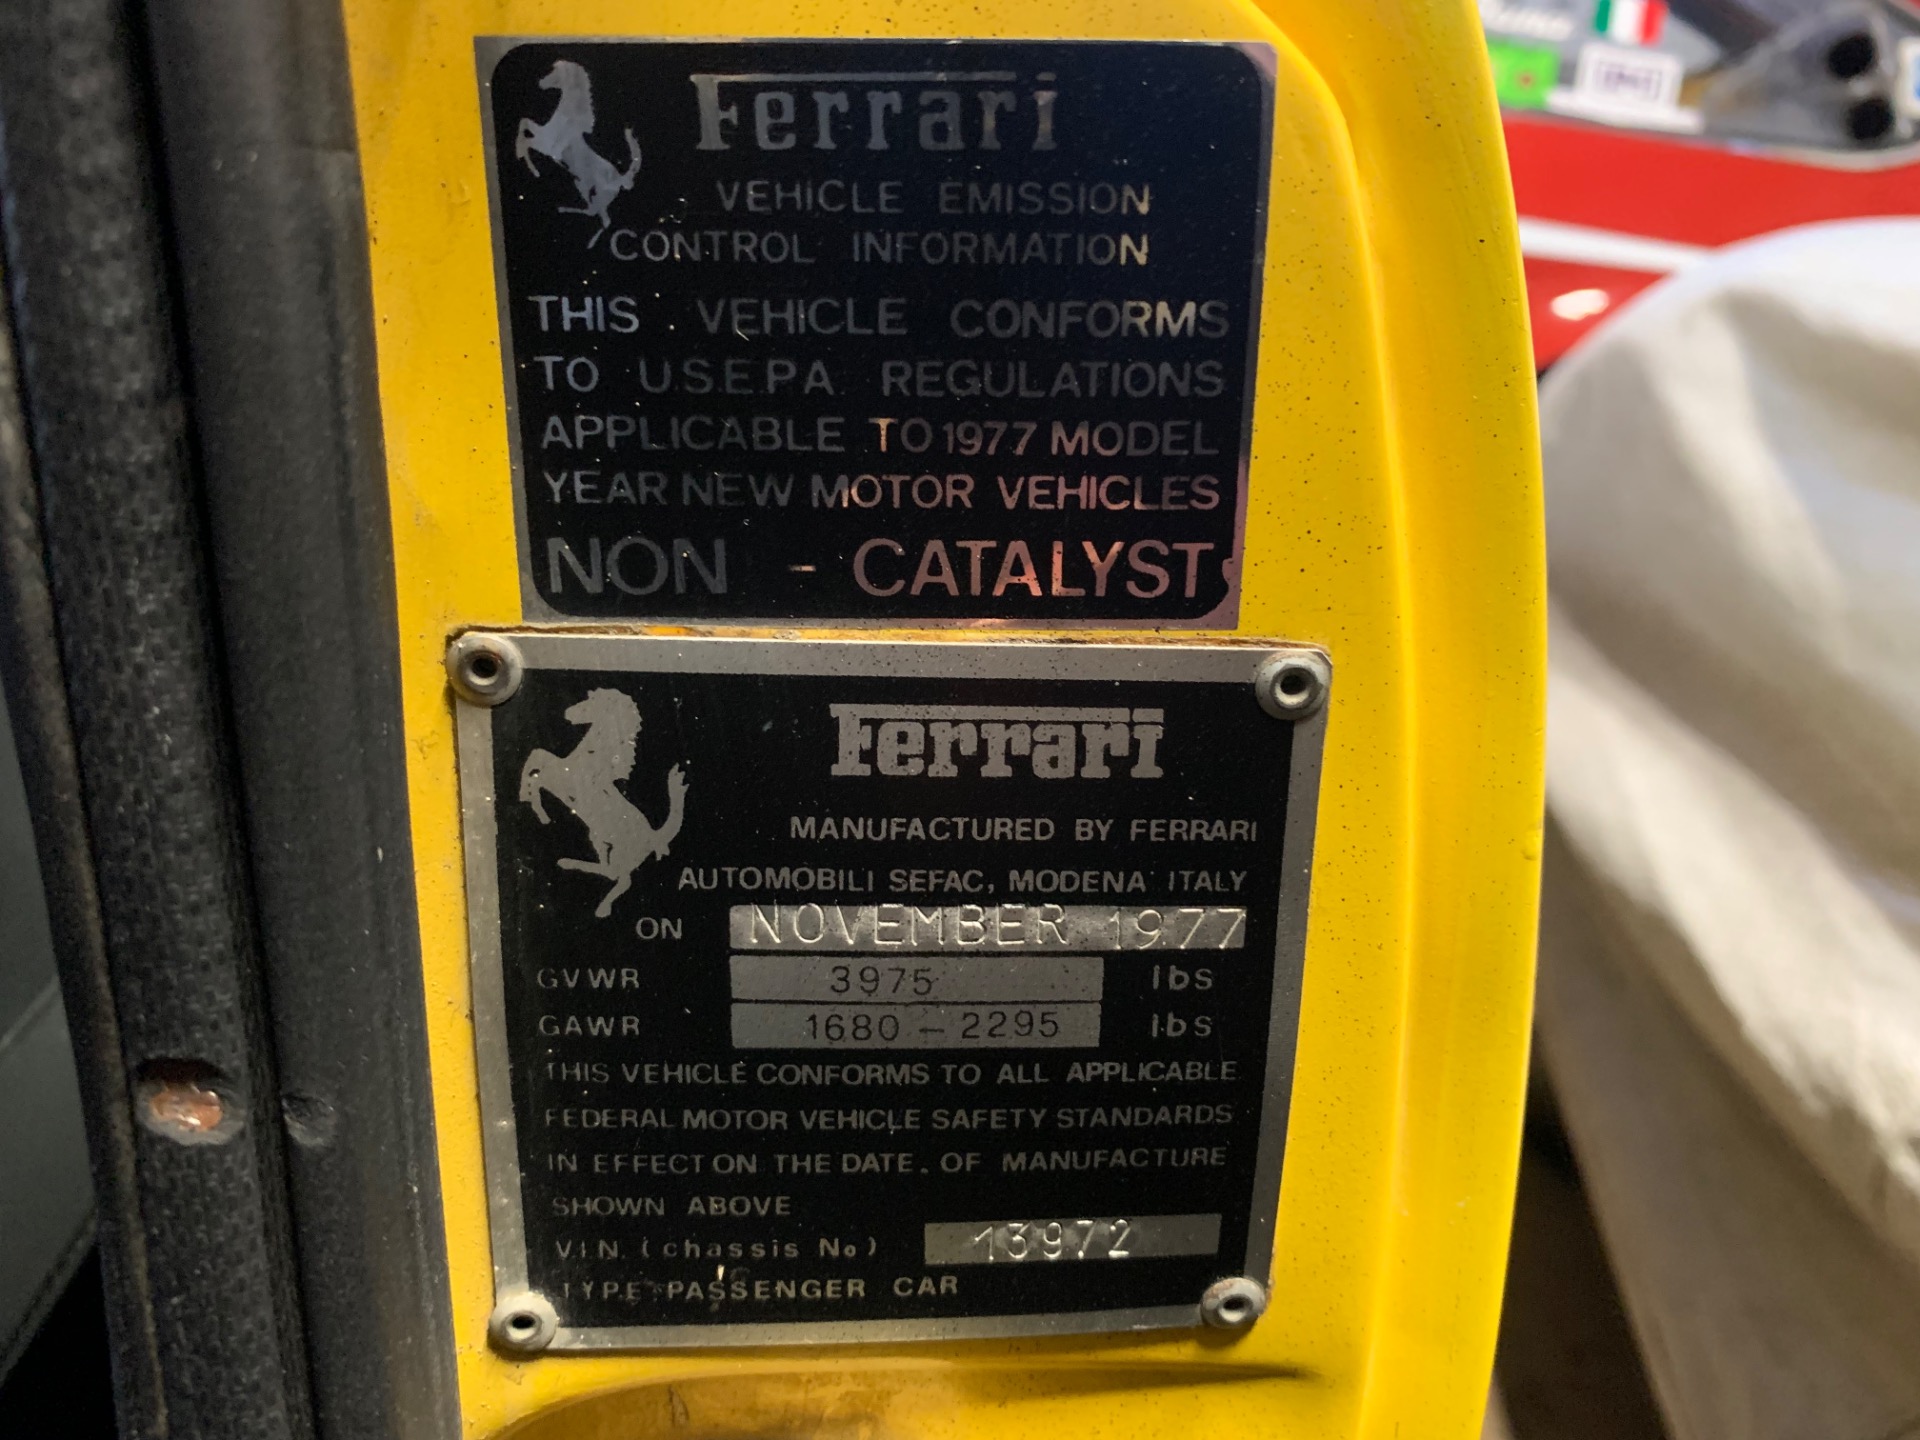 Ferrari
VEHICLE EMISSION
CONTROL INFORMATION
THIS VEHICLE CONFORMS
TO U.S.E.P.A. REGULATIONS
APPLICABLE TO 1977 MODEL
YEAR NEW MOTOR VEHICLES
NON - CATALYST
Ferrari
MANUFACTURED BY FERRARI
AUTOMOBILI SEFAC, MODENA ITALY
ON NOVEMBER 1977
GVWR 3975 lbs
GAWR 1680-2295 lbs
THIS VEHICLE CONFORMS TO ALL APPLICABLE
FEDERAL MOTOR VEHICLE SAFETY STANDARDS
IN EFFECT ON THE DATE. OF MANUFACTURE
SHOWN ABOVE
V.I.N. (chassis No) 13972
TYPE PASSENGER CAR